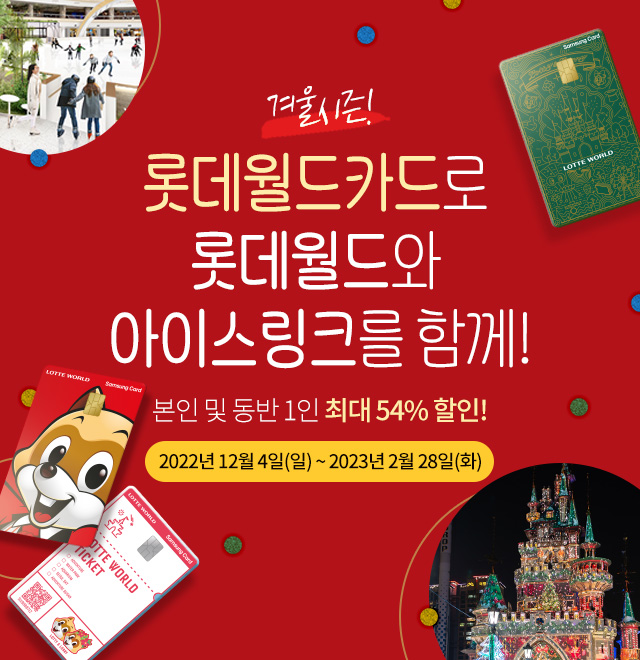 겨울시즌!
롯데월드카드로
롯데월드와
아이스링크를 함께!
본인 및 동반 1인 최대 54% 할인!
2022년 12월 4일(일) ~ 2023년 2월 28일(화)
Samsung Card
LOTTE WORLD
LOTTE WORLD
Samsung Card
LOTTE WORLD
Samsung Card
LOTTE WORLD
TICKET